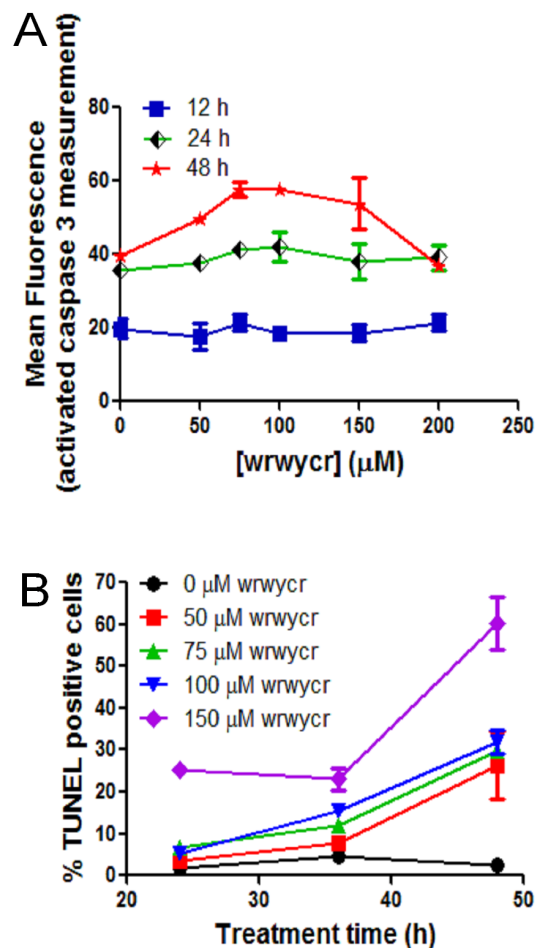 A
Mean Fluorescence
(activated caspase 3 measurement)
80
60
40
20
0
12 h
24 h
48 h
0 50 100 150 200 250
[wrwycr] (μM)
B
% TUNEL positive cells
70
60
50
40
30
20
10
0
0 μM wrwycr
50 μM wrwycr
75 μM wrwycr
100 μM wrwycr
150 μM wrwycr
20 30 40 50
Treatment time (h)